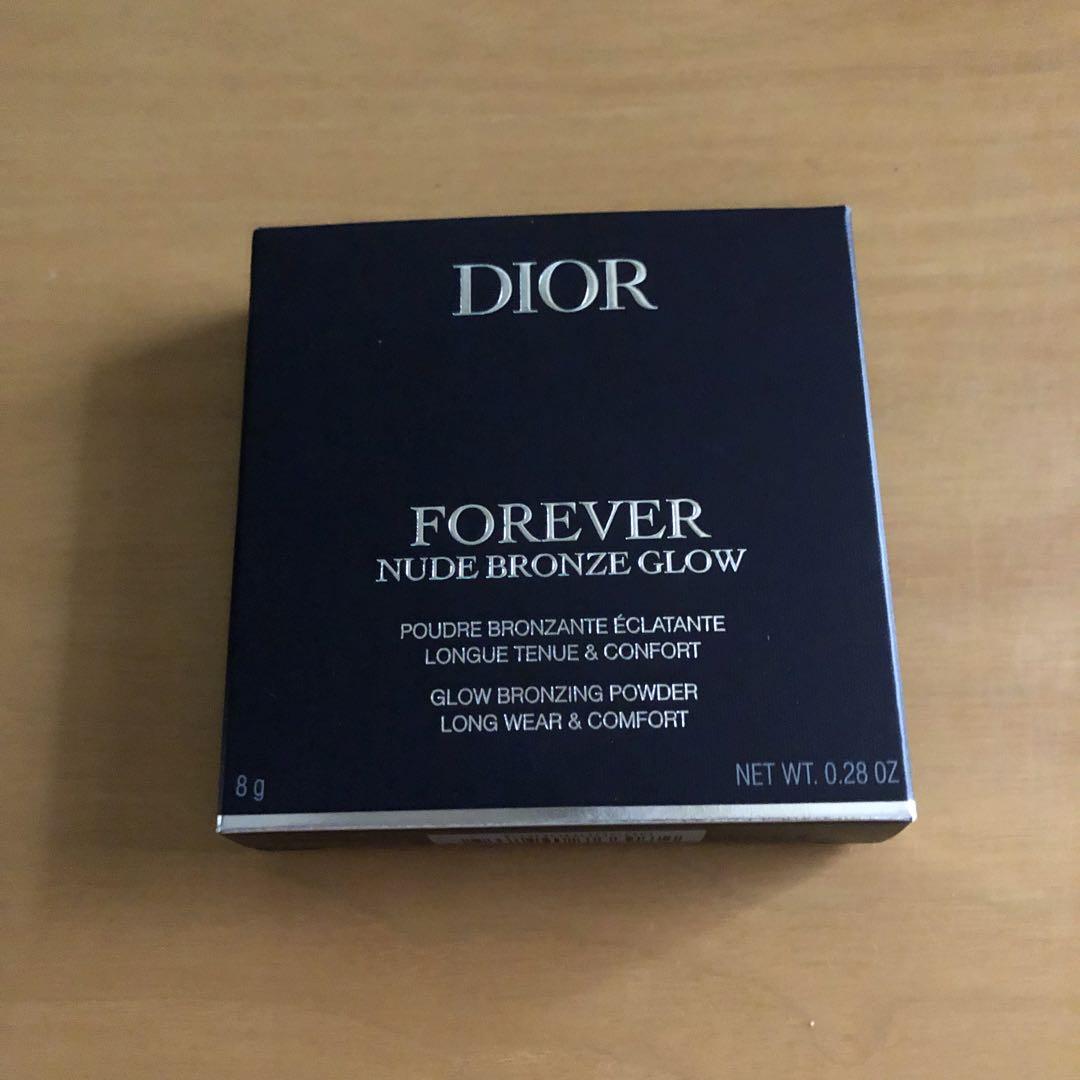 DIOR
FOREVER
NUDE BRONZE GLOW
POUDRE BRONZANTE ÉCLATANTE
LONGUE TENUE & CONFORT
GLOW BRONZING POWDER
LONG WEAR & COMFORT
8 g
NET WT. 0.28 OZ